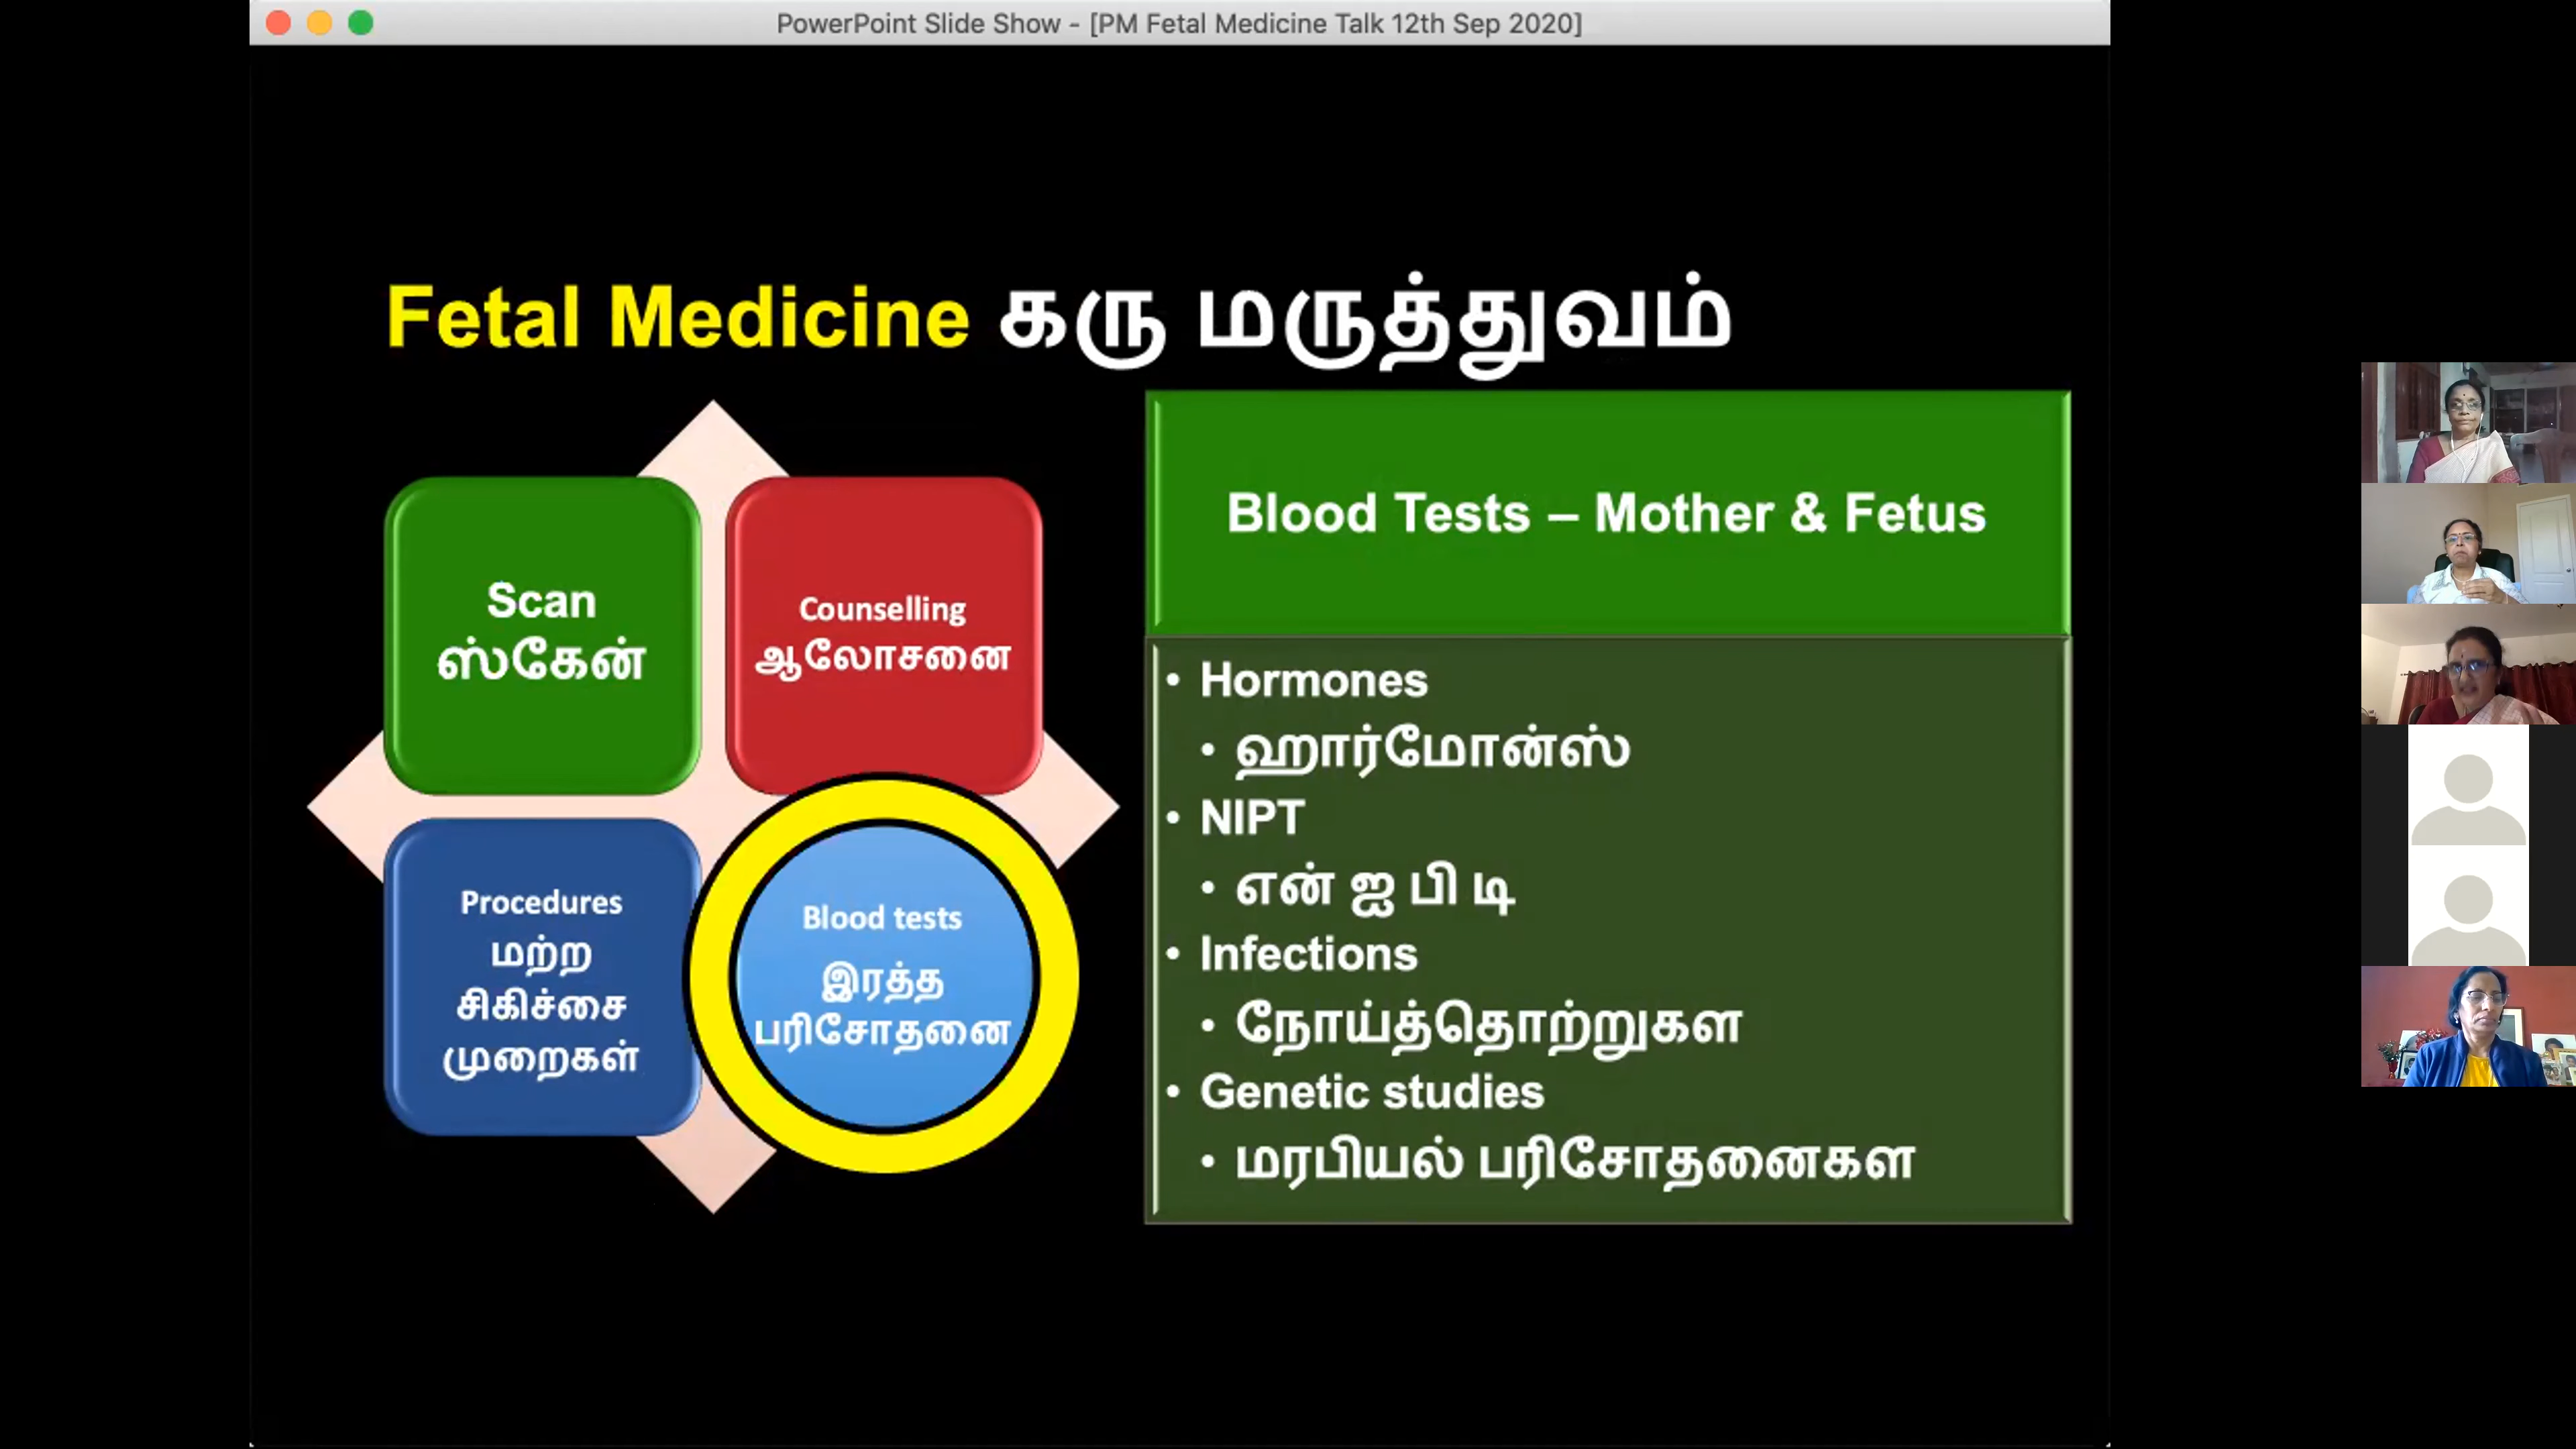 PowerPoint Slide Show - [PM Fetal Medicine Talk 12th Sep 2020]
Fetal Medicine கரு மருத்துவம்
Scan
ஸ்கேன்
Counselling
ஆலோசனை
Procedures
மற்ற
சிகிச்சை
முறைகள்
Blood tests
இரத்த
பரிசோதனை
Blood Tests – Mother & Fetus
• Hormones
• ஹார்மோன்ஸ்
• NIPT
• என் ஐ பி டி
• Infections
• நோய்த்தொற்றுகள
• Genetic studies
• மரபியல் பரிசோதனைகள